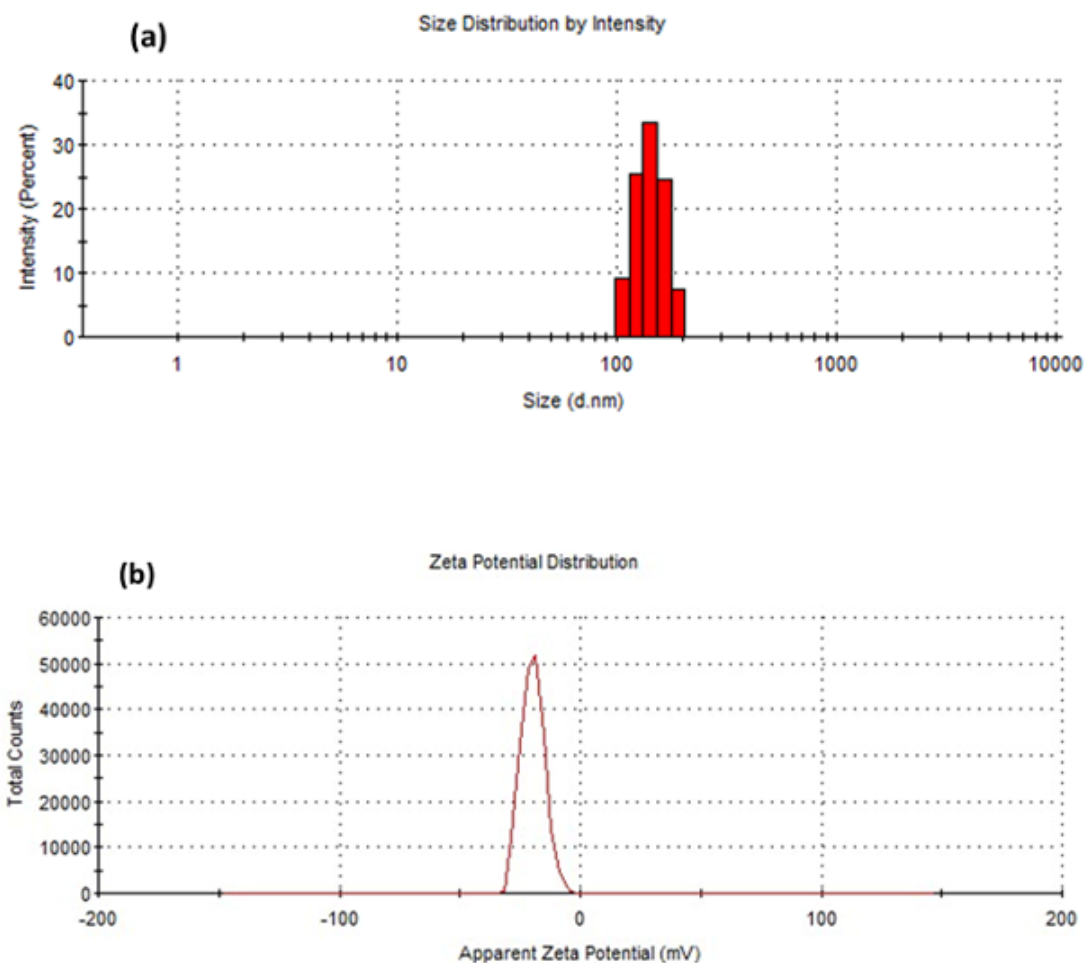 (a)
Size Distribution by Intensity
Intensity (Percent)
40
30
20
10
0
1 10 100 1000 10000
Size (d.nm)
(b)
Zeta Potential Distribution
Total Counts
60000
50000
40000
30000
20000
10000
0
-200 -100 0 100 200
Apparent Zeta Potential (mV)